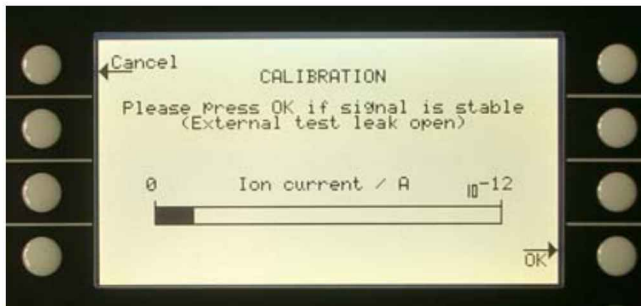 Cancel
CALIBRATION
Please press OK if signal is stable
(External test leak open)
0 Ion current / A 10-12
OK